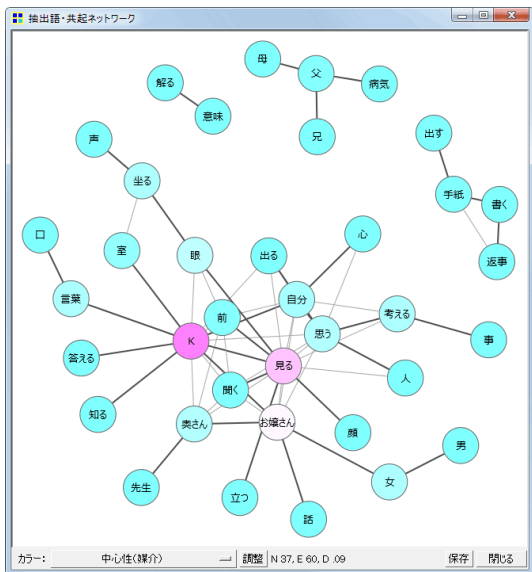 抽出語・共起ネットワーク
母
父
病気
解る
意味
兄
声
出す
坐る
手紙
書く
口
室
眼
出る
心
返事
言葉
自分
前
考える
思う
K
事
答える
見る
人
聞く
知る
奥さん
お嬢さん
顔
男
女
先生
立つ
話
カラー: 中心性(媒介) 調整 N 37, E 60, D .09 保存 閉じる